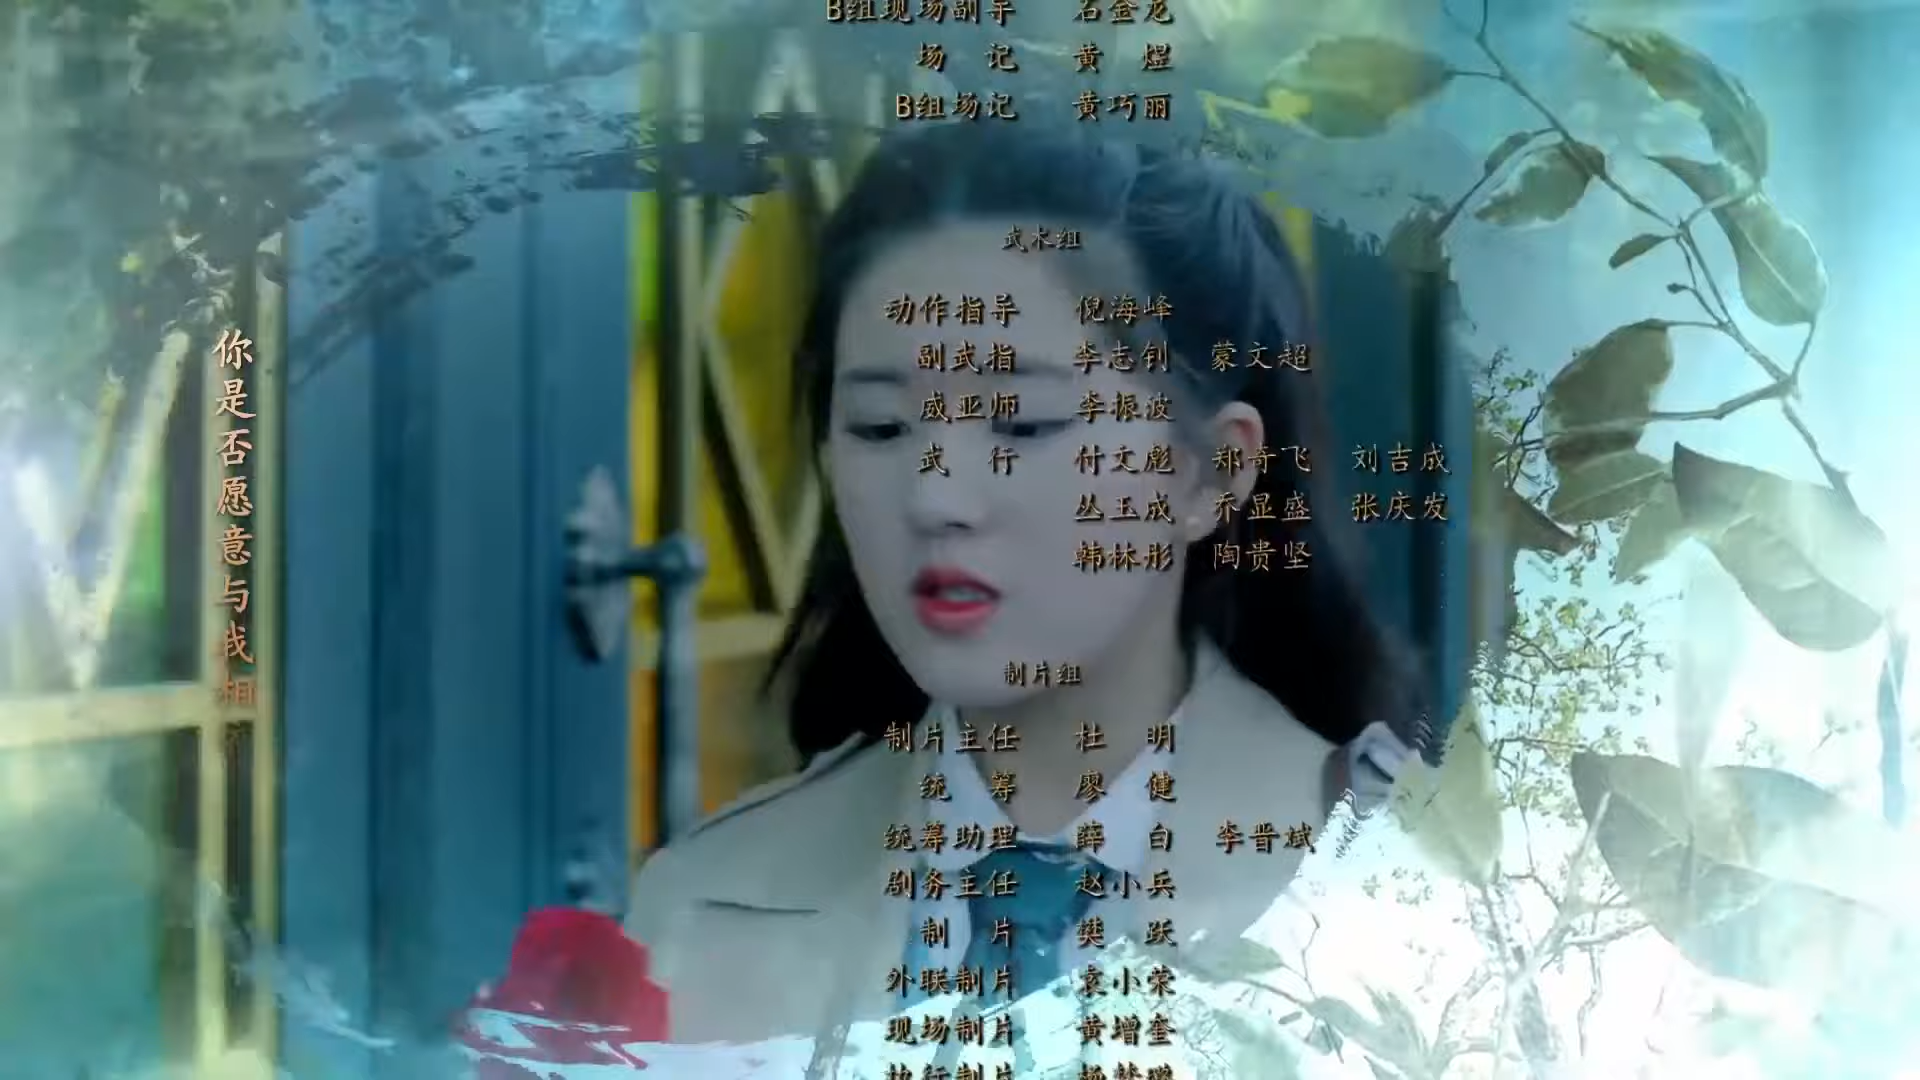 B组现场副导 石金龙
场 记 黄 煜
B组场记 黄巧丽
武术组
动作指导 倪海峰
副武指 李志钊 蒙文超
威亚师 李振波
武 行 付文彪 郑奇飞 刘吉成
丛玉成 乔显盛 张庆发
韩林彤 陶贵坚
制片组
制片主任 杜 明
统 筹 廖 健
统筹助理 薛 白 李晋斌
剧务主任 赵小兵
制 片 樊 跃
外联制片 袁小荣
现场制片 黄增奎
执行制片
你是否愿意与我相